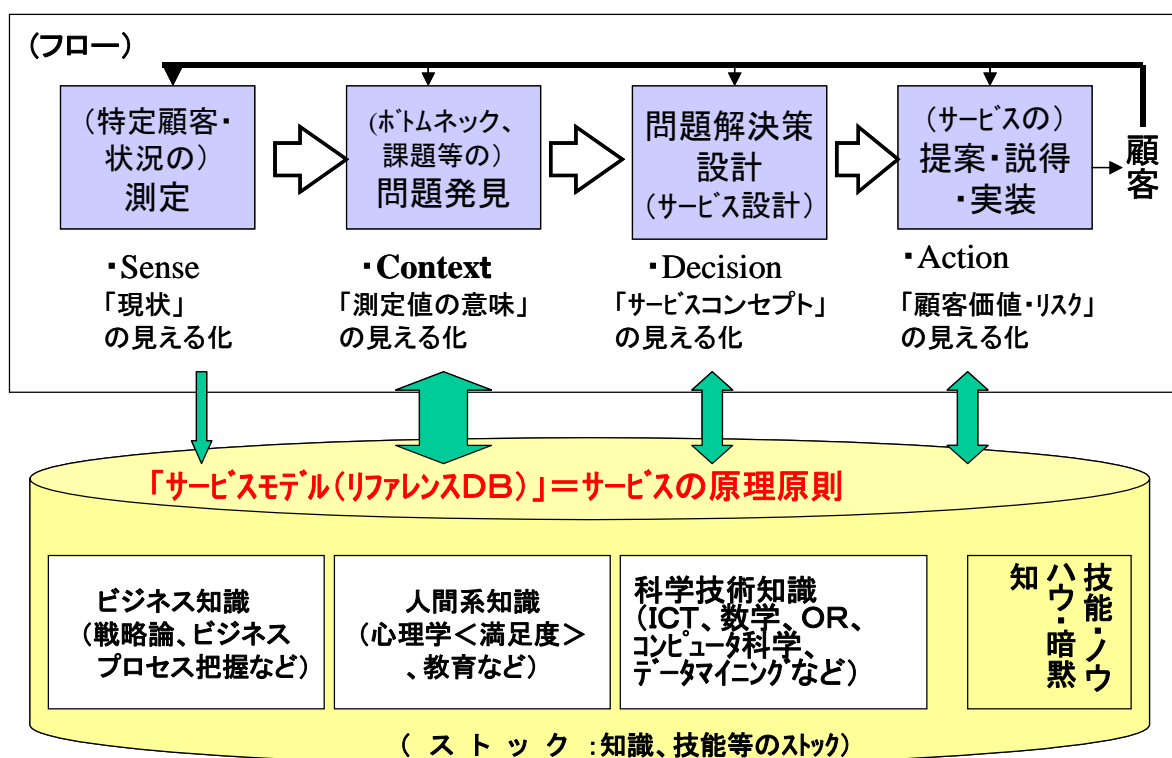 (フロー)
(特定顧客・
状況の)
測定
(ボトムネック、
課題等の)
問題発見
問題解決策
設計
(サービス設計)
(サービスの)
提案・説得
・実装
顧客
・Sense
「現状」
の見える化
・Context
「測定値の意味」
の見える化
・Decision
「サービスコンセプト」
の見える化
・Action
「顧客価値・リスク」
の見える化
「サービスモデル(リファレンスDB)」=サービスの原理原則
ビジネス知識
(戦略論、ビジネス
プロセス把握など)
人間系知識
(心理学<満足度>
、教育など)
科学技術知識
(ICT、数学、OR、
コンピュータ科学、
データマイニングなど)
技能・ノウ
ハウ・暗黙
知
( ストック :知識、技能等のストック)